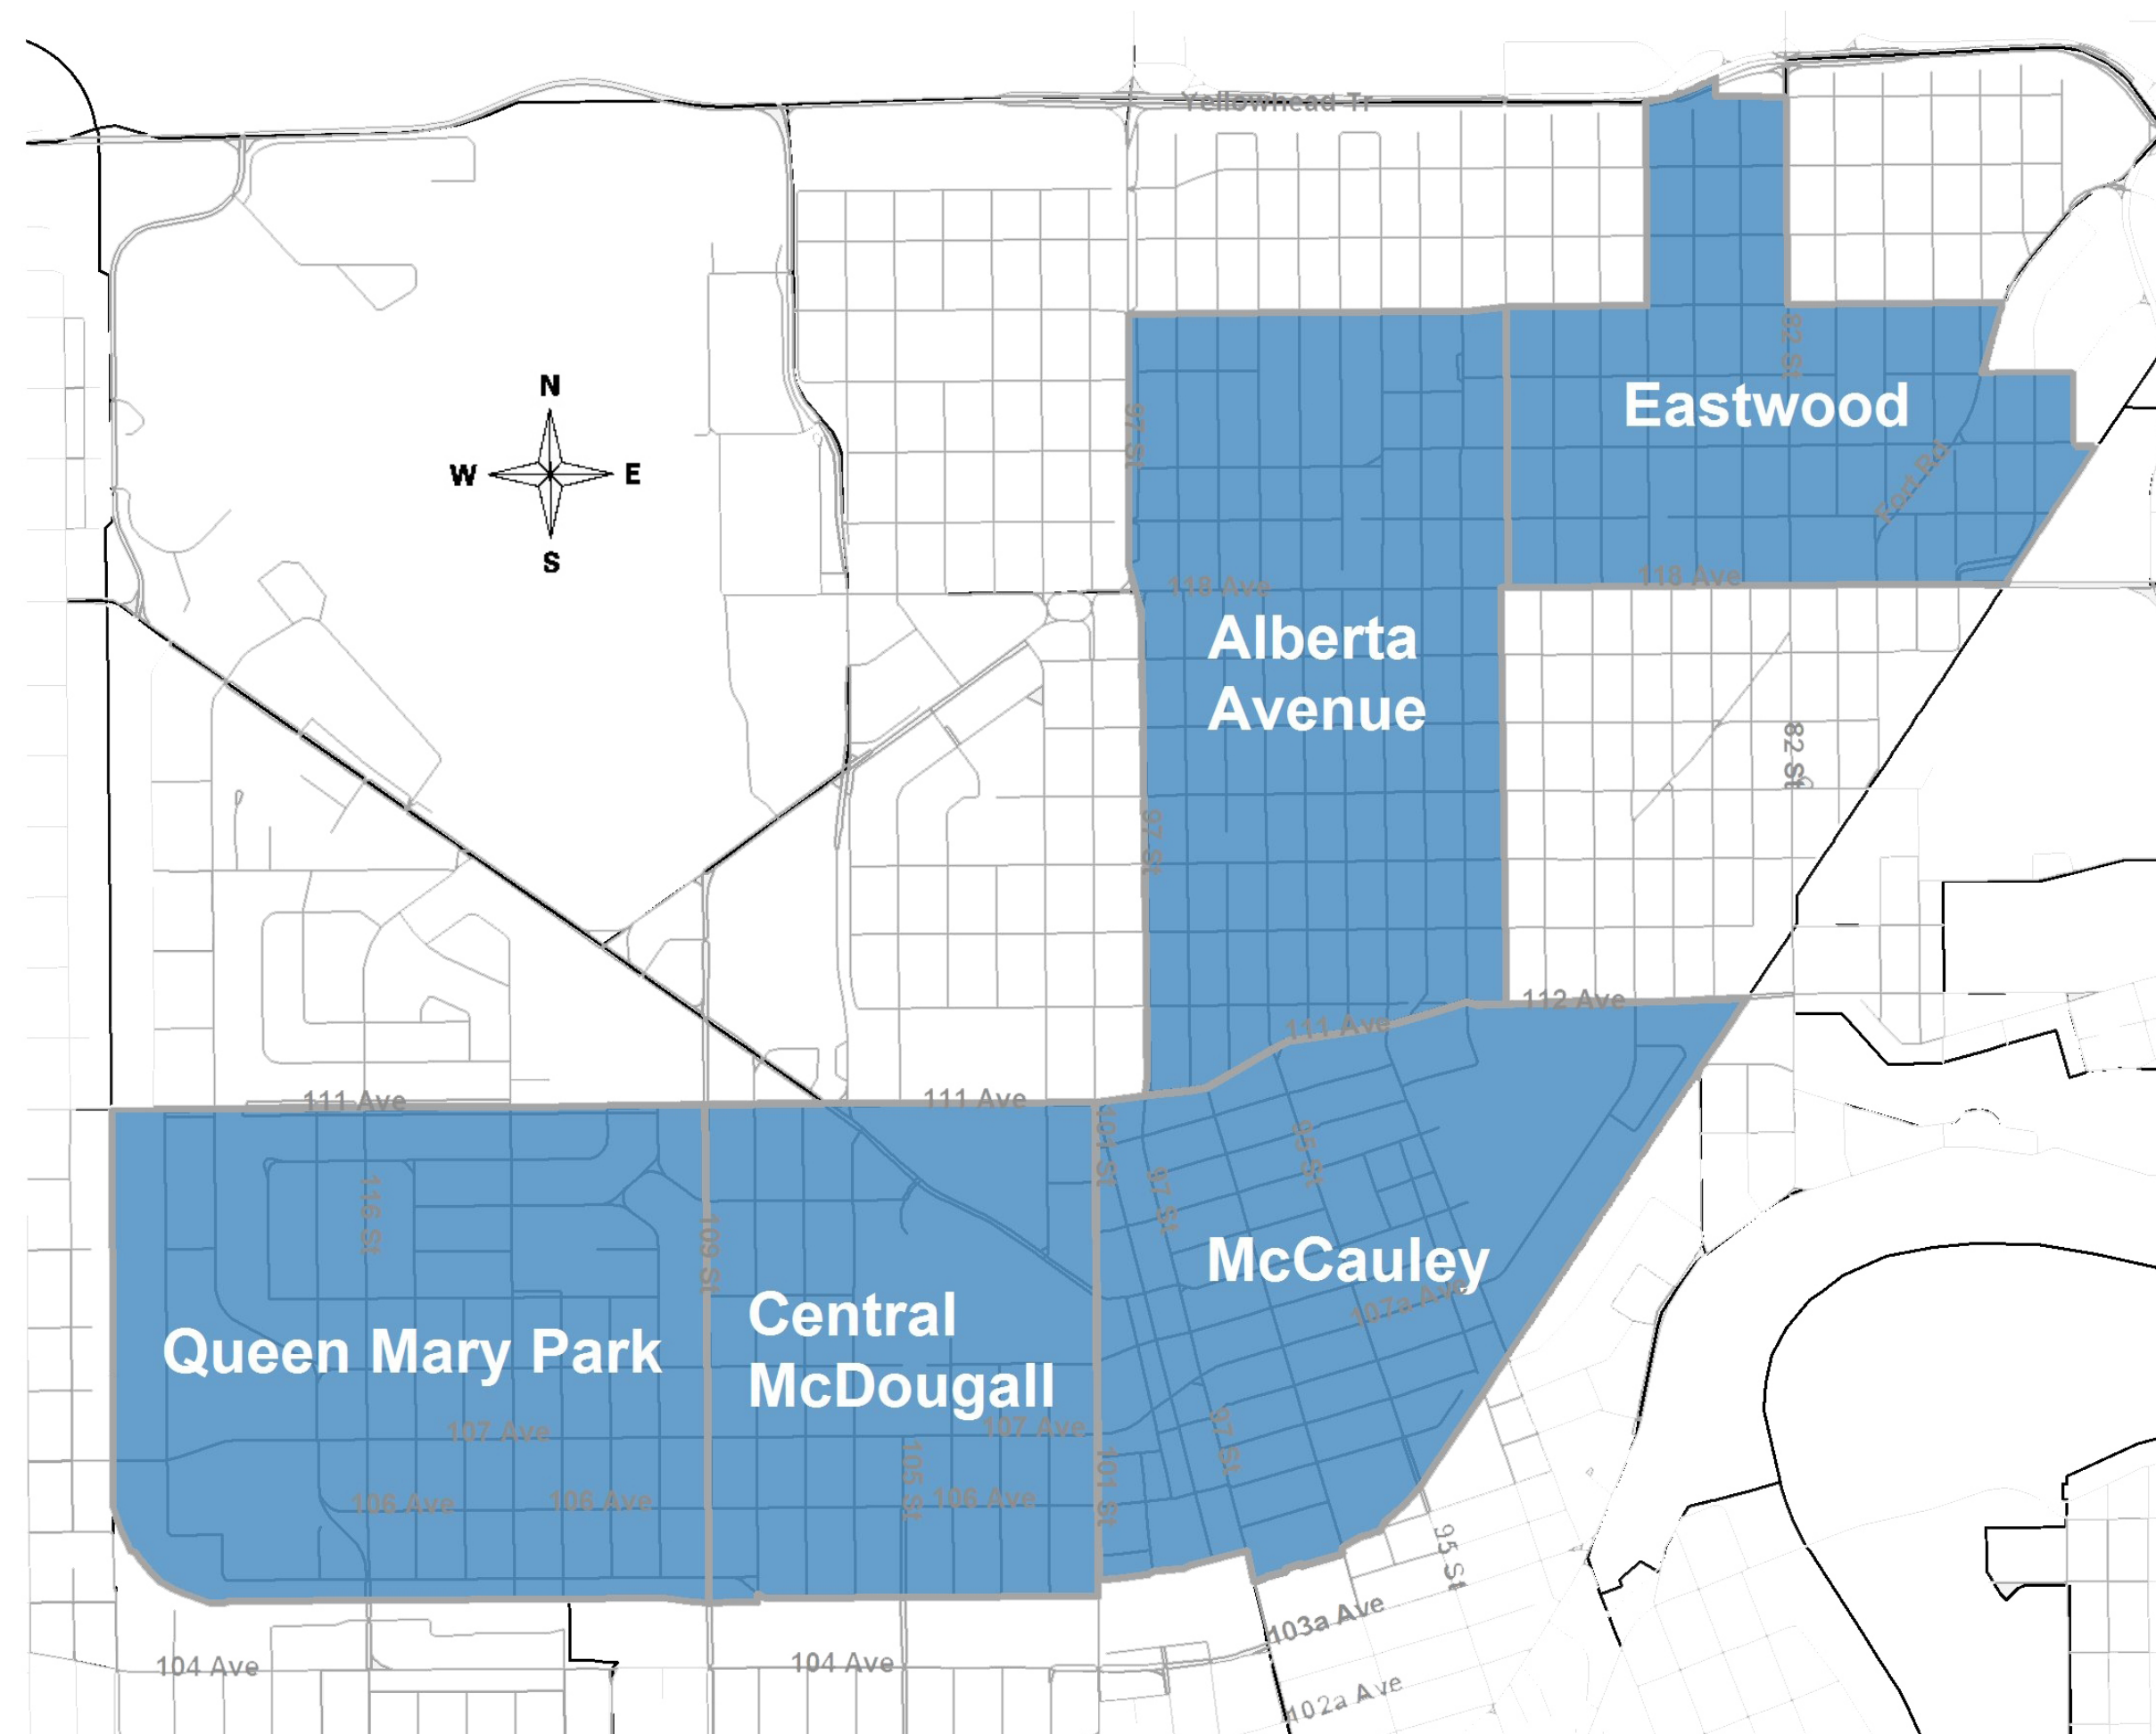 Yellowhead Tr
82 St
N
W
E
S
97 St
Eastwood
Fort Rd
118 Ave
118 Ave
Alberta
Avenue
82 St
97 St
112 Ave
111 Ave
111 Ave
111 Ave
101 St
95 St
97 St
116 St
109 St
McCauley
107a Ave
Central
McDougall
Queen Mary Park
107 Ave
107 Ave
97 St
105 St
101 St
106 Ave
106 Ave
106 Ave
95 St
103a Ave
104 Ave
104 Ave
102a Ave